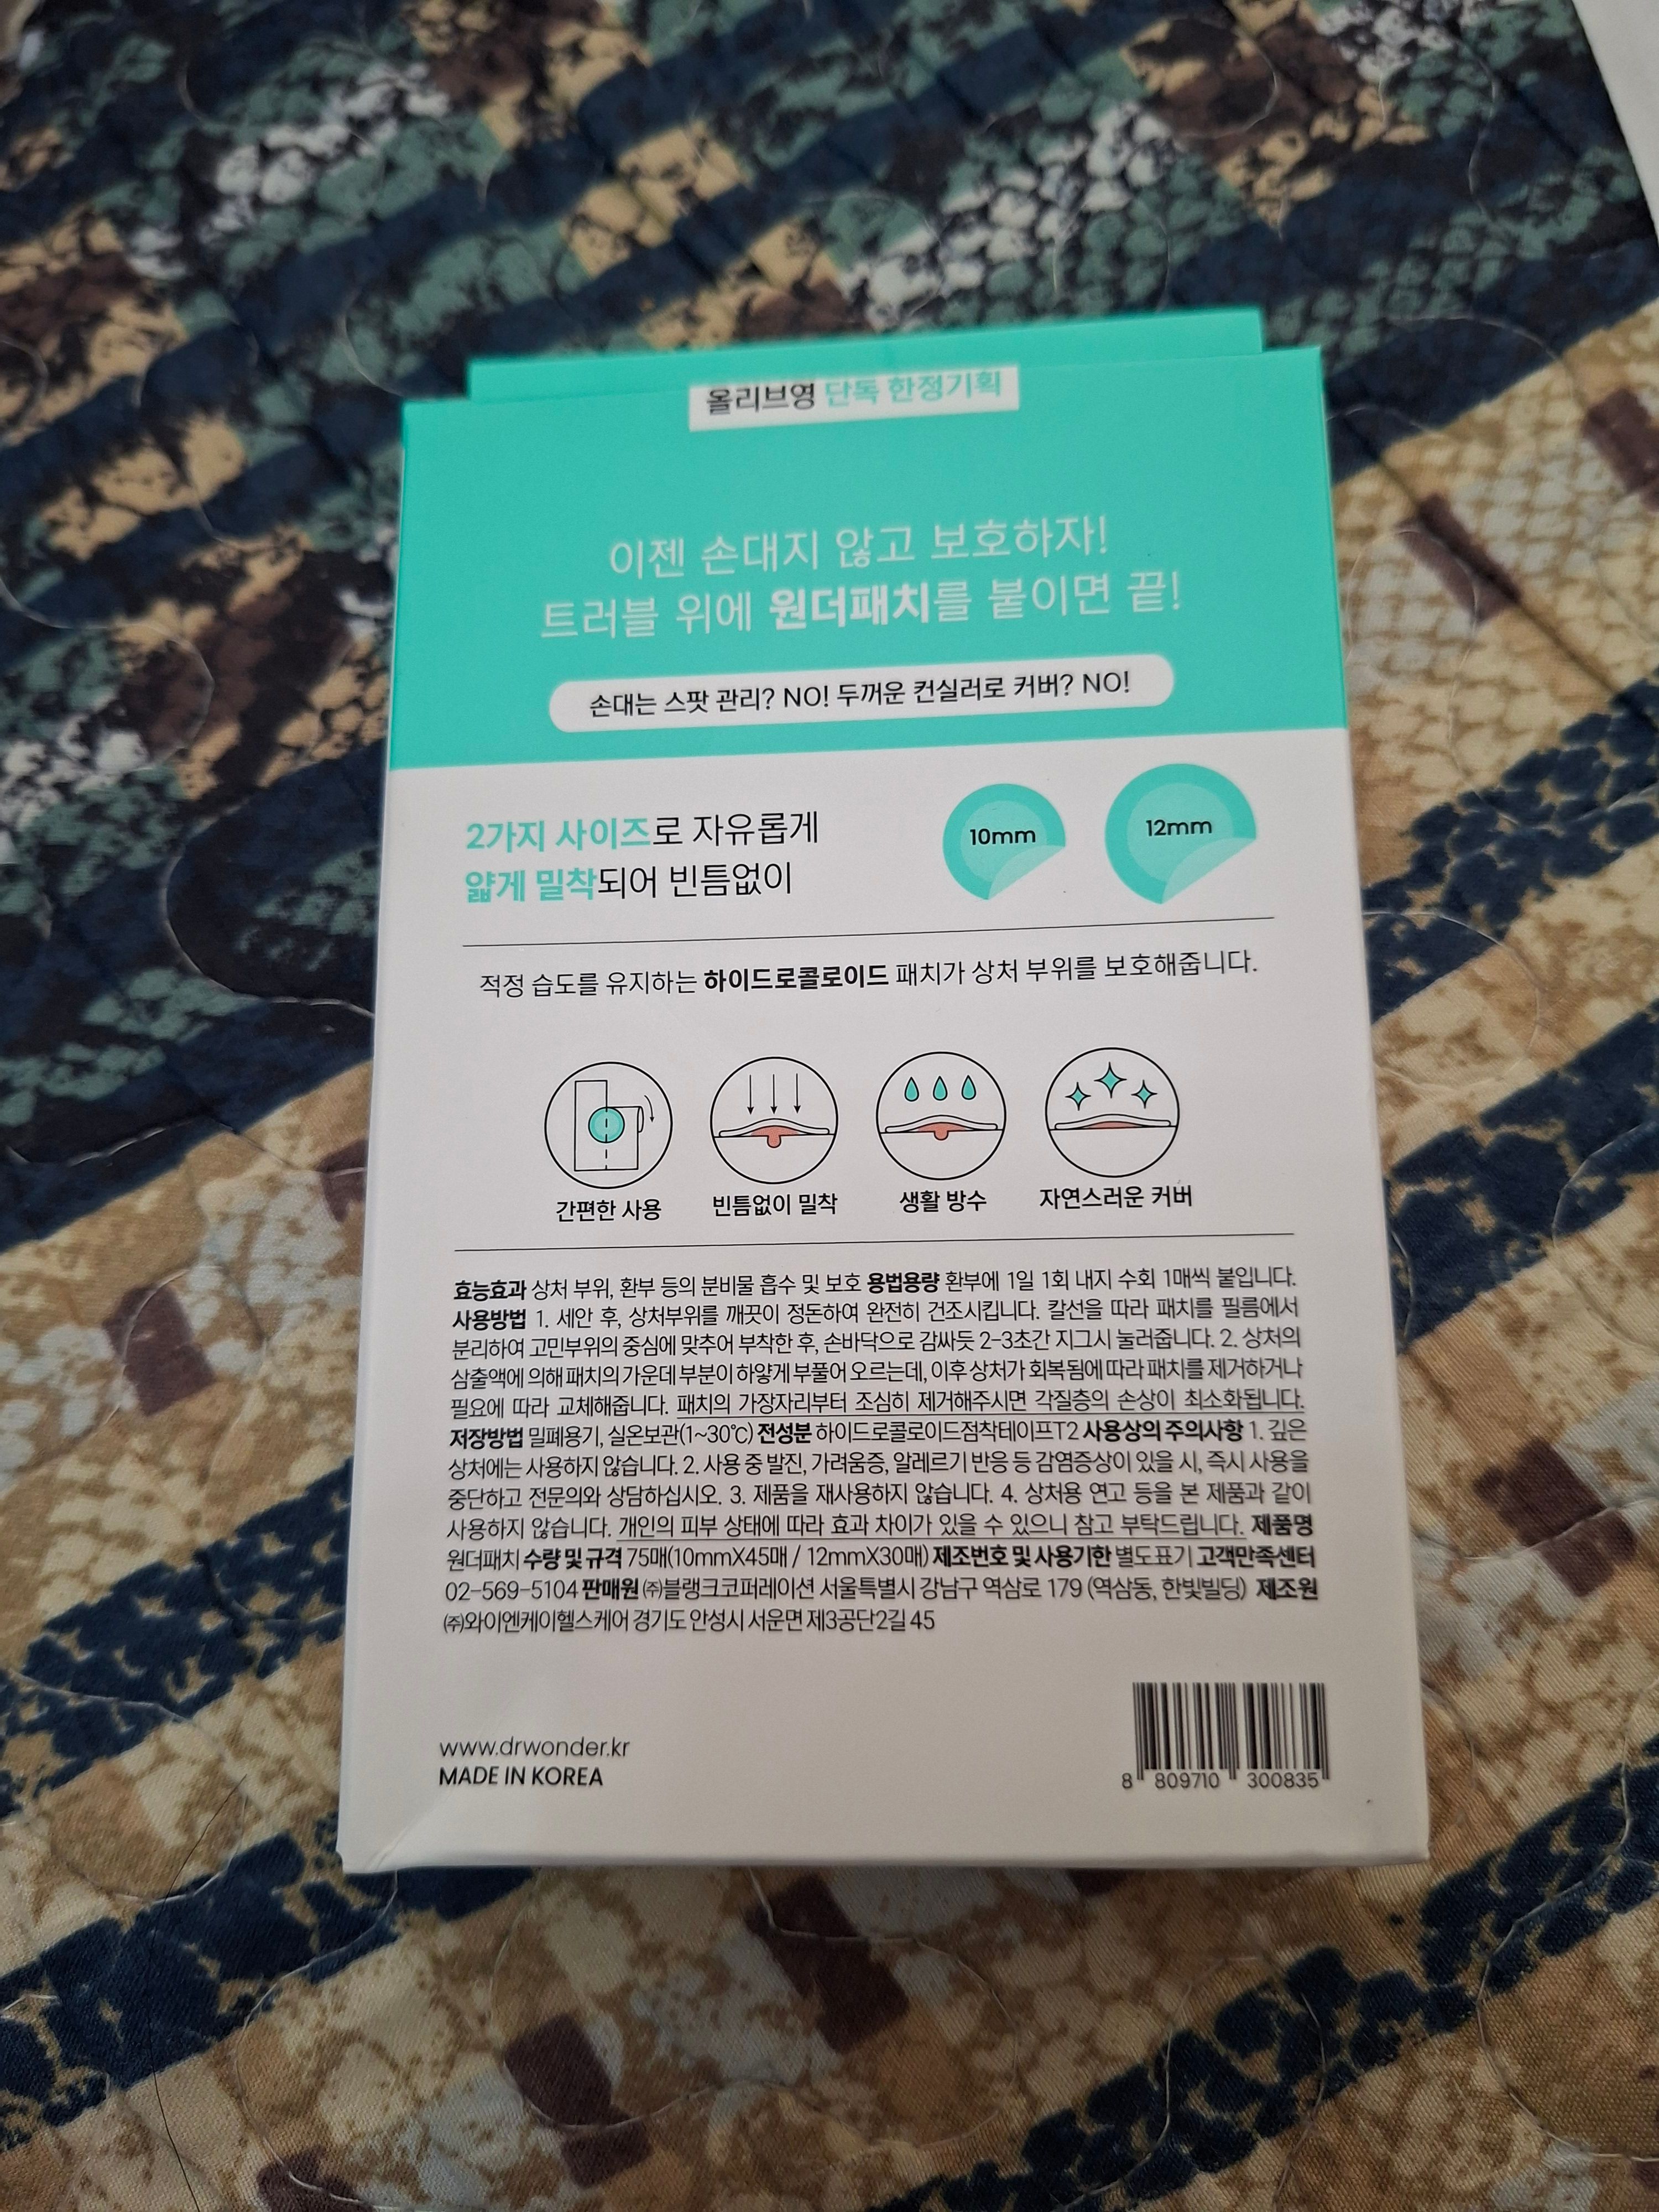 올리브영 단독 한정기획
이젠 손대지 않고 보호하자!
트러블 위에 원더패치를 붙이면 끝!
손대는 스팟 관리? NO! 두꺼운 컨실러로 커버? NO!
2가지 사이즈로 자유롭게
얇게 밀착되어 빈틈없이
10mm
12mm
적정 습도를 유지하는 하이드로콜로이드 패치가 상처 부위를 보호해줍니다.
간편한 사용
빈틈없이 밀착
생활 방수
자연스러운 커버
효능효과 상처 부위, 환부 등의 분비물 흡수 및 보호 용법용량 환부에 1일 1회 내지 수회 1매씩 붙입니다.
사용방법 1. 세안 후, 상처부위를 깨끗이 정돈하여 완전히 건조시킵니다. 칼선을 따라 패치를 필름에서
분리하여 고민부위의 중심에 맞추어 부착한 후, 손바닥으로 감싸듯 2-3초간 지그시 눌러줍니다. 2. 상처의
삼출액에 의해 패치의 가운데 부분이 하얗게 부풀어 오르는데, 이후 상처가 회복됨에 따라 패치를 제거하거나
필요에 따라 교체해줍니다. 패치의 가장자리부터 조심히 제거해주시면 각질층의 손상이 최소화됩니다.
저장방법 밀폐용기, 실온보관(1~30℃) 전성분 하이드로콜로이드점착테이프T2 사용상의 주의사항 1. 깊은
상처에는 사용하지 않습니다. 2. 사용 중 발진, 가려움증, 알레르기 반응 등 감염증상이 있을 시, 즉시 사용을
중단하고 전문의와 상담하십시오. 3. 제품을 재사용하지 않습니다. 4. 상처용 연고 등을 본 제품과 같이
사용하지 않습니다. 개인의 피부 상태에 따라 효과 차이가 있을 수 있으니 참고 부탁드립니다. 제품명
원더패치 수량 및 규격 75매(10mmX45매 / 12mmX30매) 제조번호 및 사용기한 별도표기 고객만족센터
02-569-5104 판매원 ㈜블랭크코퍼레이션 서울특별시 강남구 역삼로 179 (역삼동, 한빛빌딩) 제조원
㈜와이엔케이헬스케어 경기도 안성시 서운면 제3공단2길 45
www.drwonder.kr
MADE IN KOREA
8 809710 300835